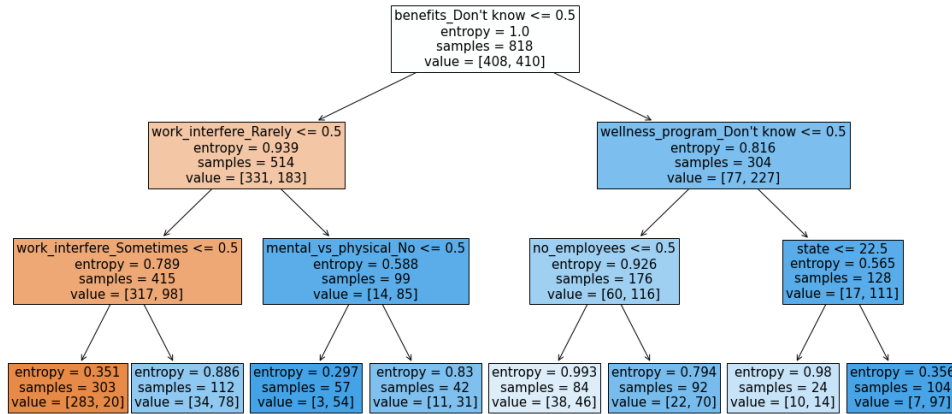 benefits_Don't know <= 0.5
entropy = 1.0
samples = 818
value = [408, 410]
work_interfere_Rarely <= 0.5
entropy = 0.939
samples = 514
value = [331, 183]
wellness_program_Don't know <= 0.5
entropy = 0.816
samples = 304
value = [77, 227]
work_interfere_Sometimes <= 0.5
entropy = 0.789
samples = 415
value = [317, 98]
mental_vs_physical_No <= 0.5
entropy = 0.588
samples = 99
value = [14, 85]
no_employees <= 0.5
entropy = 0.926
samples = 176
value = [60, 116]
state <= 22.5
entropy = 0.565
samples = 128
value = [17, 111]
entropy = 0.351
samples = 303
value = [283, 20]
entropy = 0.886
samples = 112
value = [34, 78]
entropy = 0.297
samples = 57
value = [3, 54]
entropy = 0.83
samples = 42
value = [11, 31]
entropy = 0.993
samples = 84
value = [38, 46]
entropy = 0.794
samples = 92
value = [22, 70]
entropy = 0.98
samples = 24
value = [10, 14]
entropy = 0.356
samples = 104
value = [7, 97]